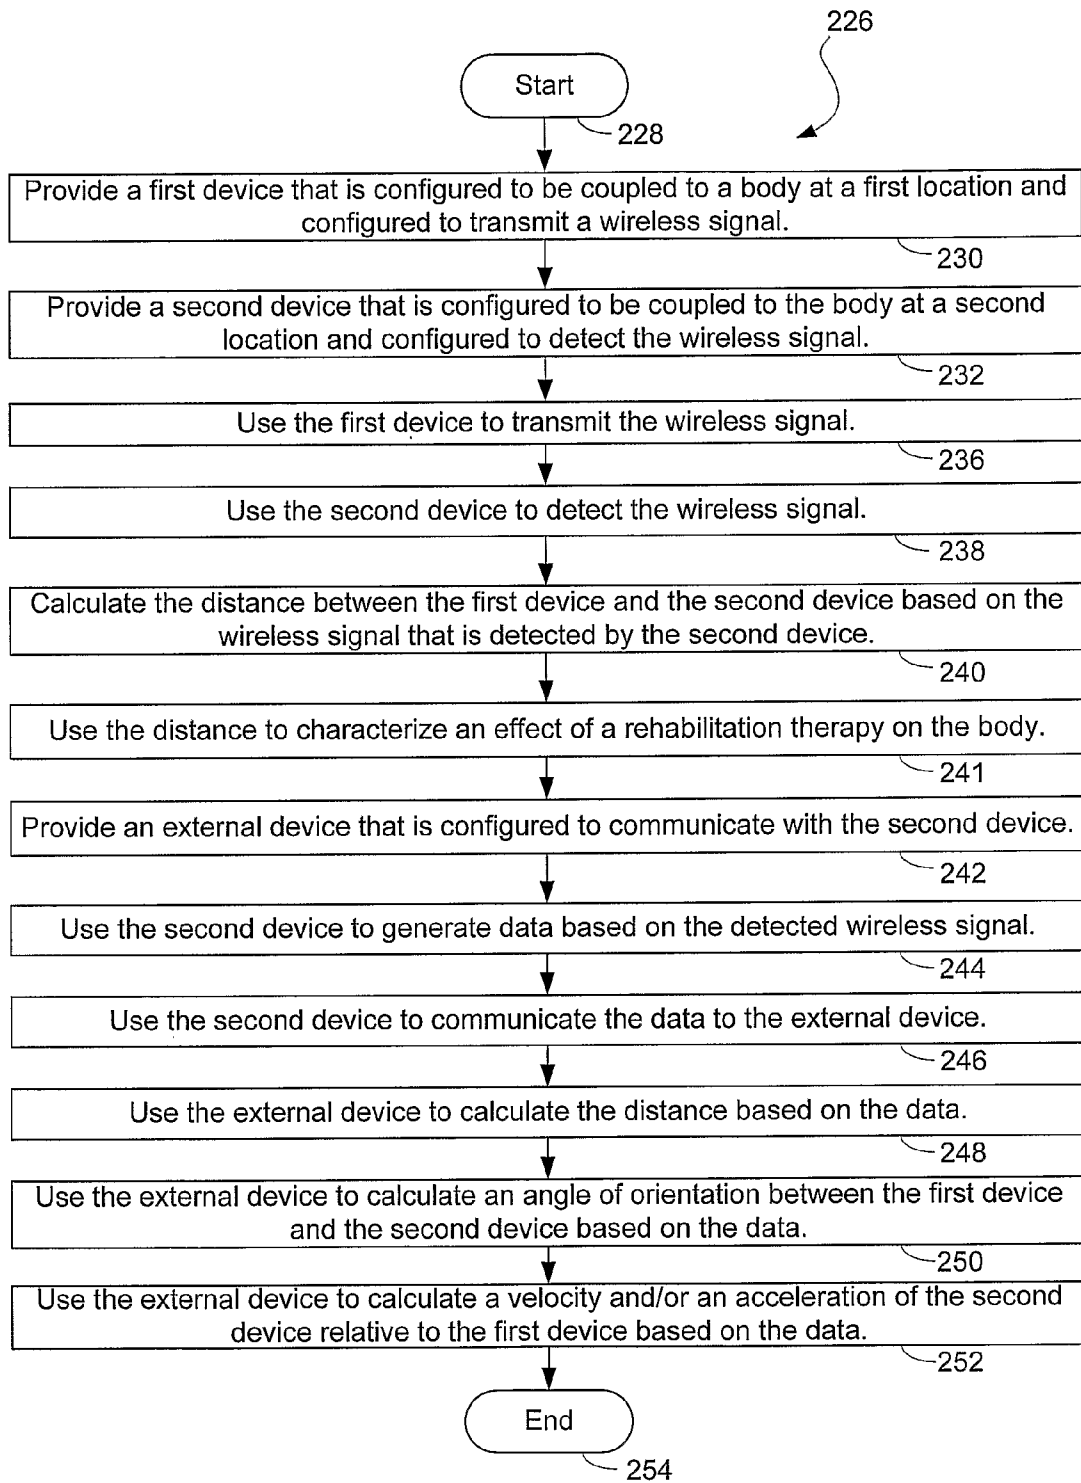 226
Start
228
Provide a first device that is configured to be coupled to a body at a first location and
configured to transmit a wireless signal.
230
Provide a second device that is configured to be coupled to the body at a second
location and configured to detect the wireless signal.
232
Use the first device to transmit the wireless signal.
236
Use the second device to detect the wireless signal.
238
Calculate the distance between the first device and the second device based on the
wireless signal that is detected by the second device.
240
Use the distance to characterize an effect of a rehabilitation therapy on the body.
241
Provide an external device that is configured to communicate with the second device.
242
Use the second device to generate data based on the detected wireless signal.
244
Use the second device to communicate the data to the external device.
246
Use the external device to calculate the distance based on the data.
248
Use the external device to calculate an angle of orientation between the first device
and the second device based on the data.
250
Use the external device to calculate a velocity and/or an acceleration of the second
device relative to the first device based on the data.
252
End
254